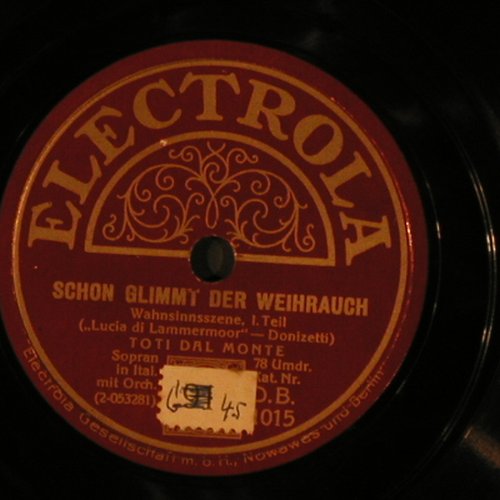 ELECTROLA
SCHON GLIMMT DER WEIHRAUCH
Wahnsinnsszene, I. Teil
(„Lucia di Lammermoor" — Donizetti)
TOTI DAL MONTE
Sopran 78 Umdr.
in Ital. Kat. Nr.
mit Orch. D.B.
(2-053281) 1015
45
Electrola Gesellschaft m.b.H., Nowawes und Berlin